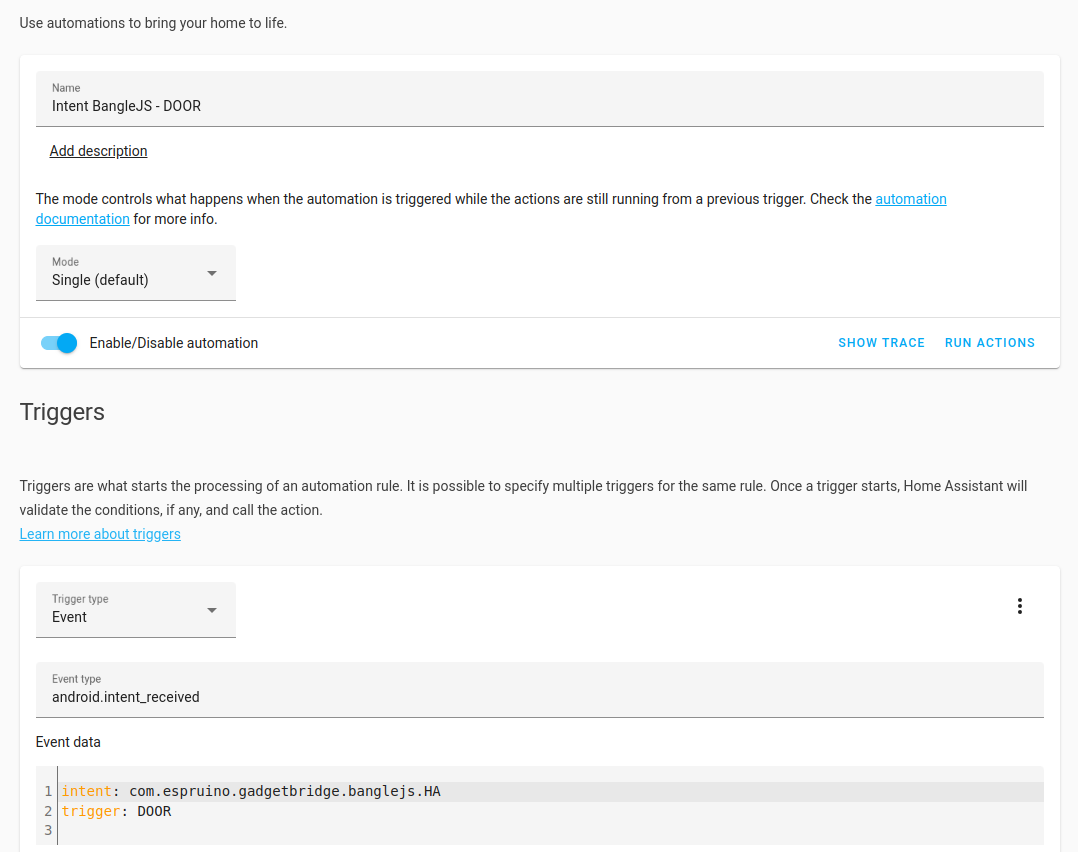 Use automations to bring your home to life.
Name
Intent BangleJS - DOOR
Add description
The mode controls what happens when the automation is triggered while the actions are still running from a previous trigger. Check the automation
documentation for more info.
Mode
Single (default)
Enable/Disable automation
SHOW TRACE
RUN ACTIONS
Triggers
Triggers are what starts the processing of an automation rule. It is possible to specify multiple triggers for the same rule. Once a trigger starts, Home Assistant will
validate the conditions, if any, and call the action.
Learn more about triggers
Trigger type
Event
Event type
android.intent_received
Event data
1 intent: com.espruino.gadgetbridge.banglejs.HA
2 trigger: DOOR
3